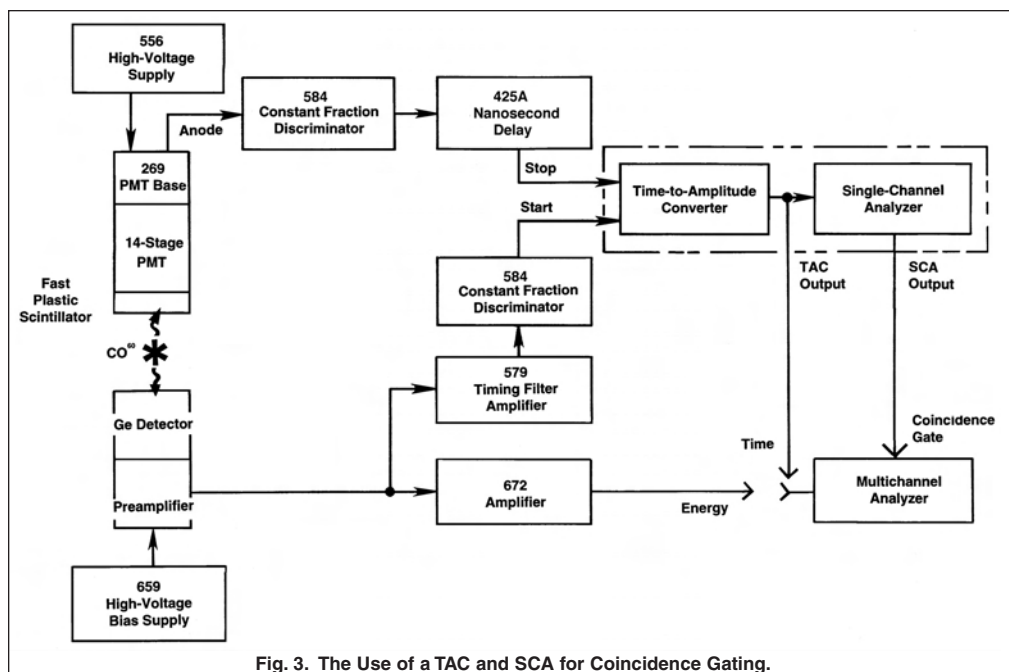 556
High-Voltage
Supply
584
Constant Fraction
Discriminator
425A
Nanosecond
Delay
Anode
269
PMT Base
14-Stage
PMT
Fast
Plastic
Scintillator
CO⁶⁰
Ge Detector
Preamplifier
659
High-Voltage
Bias Supply
Stop
Start
Time-to-Amplitude
Converter
Single-Channel
Analyzer
584
Constant Fraction
Discriminator
TAC
Output
SCA
Output
579
Timing Filter
Amplifier
672
Amplifier
Energy
Time
Coincidence
Gate
Multichannel
Analyzer
Fig. 3. The Use of a TAC and SCA for Coincidence Gating.